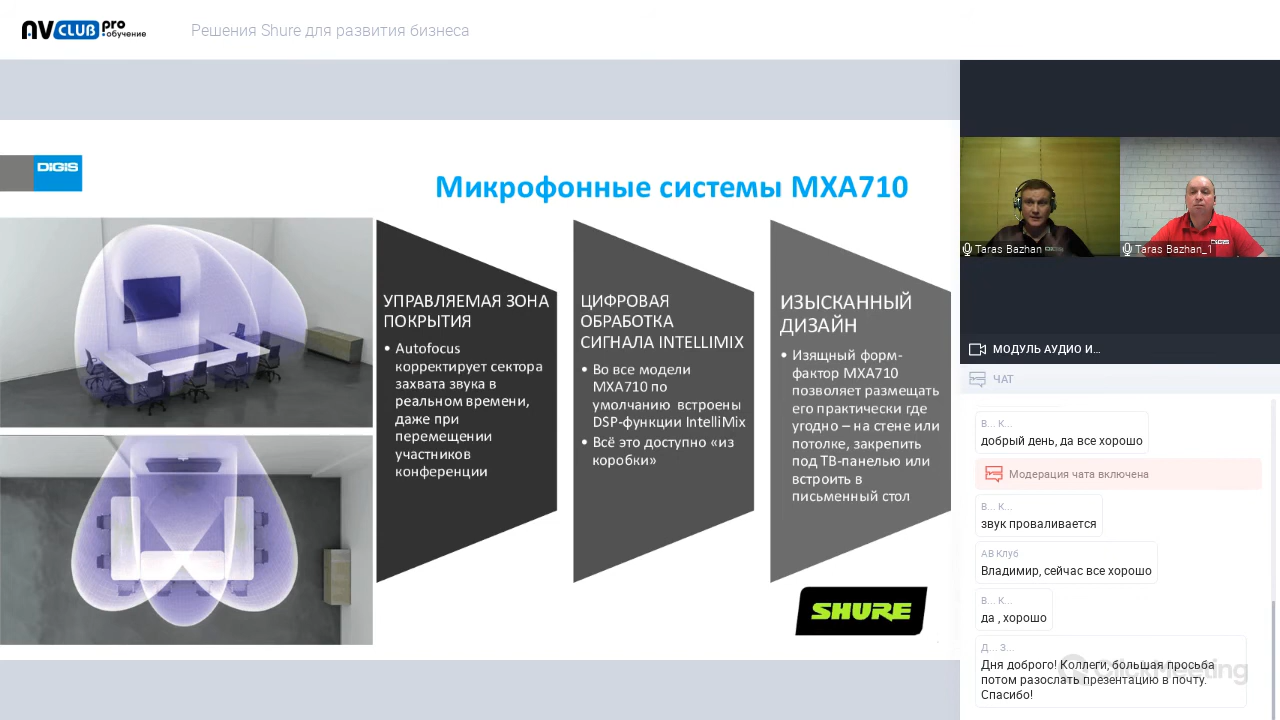 AVCLUB pro
•обучение
Решения Shure для развития бизнеса
DIGIS
Микрофонные системы MXA710
УПРАВЛЯЕМАЯ ЗОНА
ПОКРЫТИЯ
• Autofocus
корректирует сектора
захвата звука в
реальном времени,
даже при
перемещении
участников
конференции
ЦИФРОВАЯ
ОБРАБОТКА
СИГНАЛА INTELLIMIX
• Во все модели
MXA710 по
умолчанию встроены
DSP-функции IntelliMix
• Всё это доступно «из
коробки»
ИЗЫСКАННЫЙ
ДИЗАЙН
• Изящный форм-
фактор MXA710
позволяет размещать
его практически где
угодно – на стене или
потолке, закрепить
под ТВ-панелью или
встроить в
письменный стол
SHURE
Taras Bazhan
Taras Bazhan_1
МОДУЛЬ АУДИО И...
ЧАТ
В... К...
добрый день, да все хорошо
Модерация чата включена
В... К...
звук проваливается
АВ Клуб
Владимир, сейчас все хорошо
В... К...
да , хорошо
Д... З...
Дня доброго! Коллеги, большая просьба
потом разослать презентацию в почту.
Спасибо!
ClickMeeting